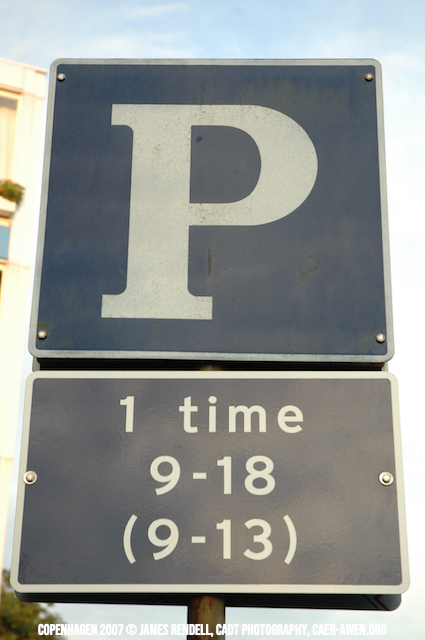 P
1 time
9-18
(9-13)
COPENHAGEN 2007 © JAMES RENDELL, CADT PHOTOGRAPHY, CAER-AWEN.ORG